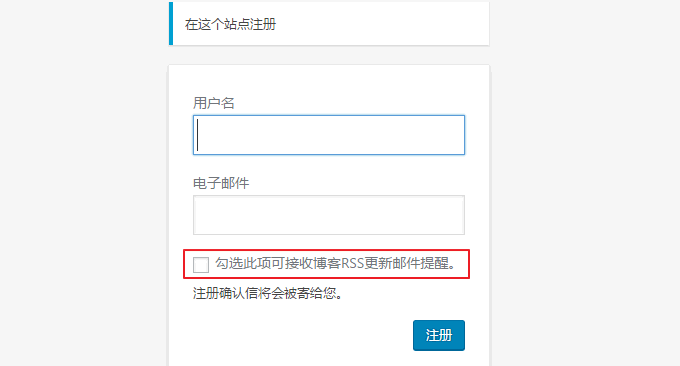 在这个站点注册
用户名
电子邮件
勾选此项可接收博客RSS更新邮件提醒。
注册确认信将会被寄给您。
注册